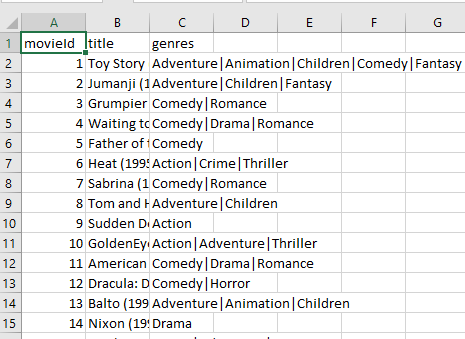 A B C D E F G
1 movieId title genres
2 1 Toy Story Adventure|Animation|Children|Comedy|Fantasy
3 2 Jumanji (1 Adventure|Children|Fantasy
4 3 Grumpier Comedy|Romance
5 4 Waiting to Comedy|Drama|Romance
6 5 Father of t Comedy
7 6 Heat (1995 Action|Crime|Thriller
8 7 Sabrina (1 Comedy|Romance
9 8 Tom and H Adventure|Children
10 9 Sudden De Action
11 10 GoldenEye Action|Adventure|Thriller
12 11 American Comedy|Drama|Romance
13 12 Dracula: D Comedy|Horror
14 13 Balto (199 Adventure|Animation|Children
15 14 Nixon (199 Drama